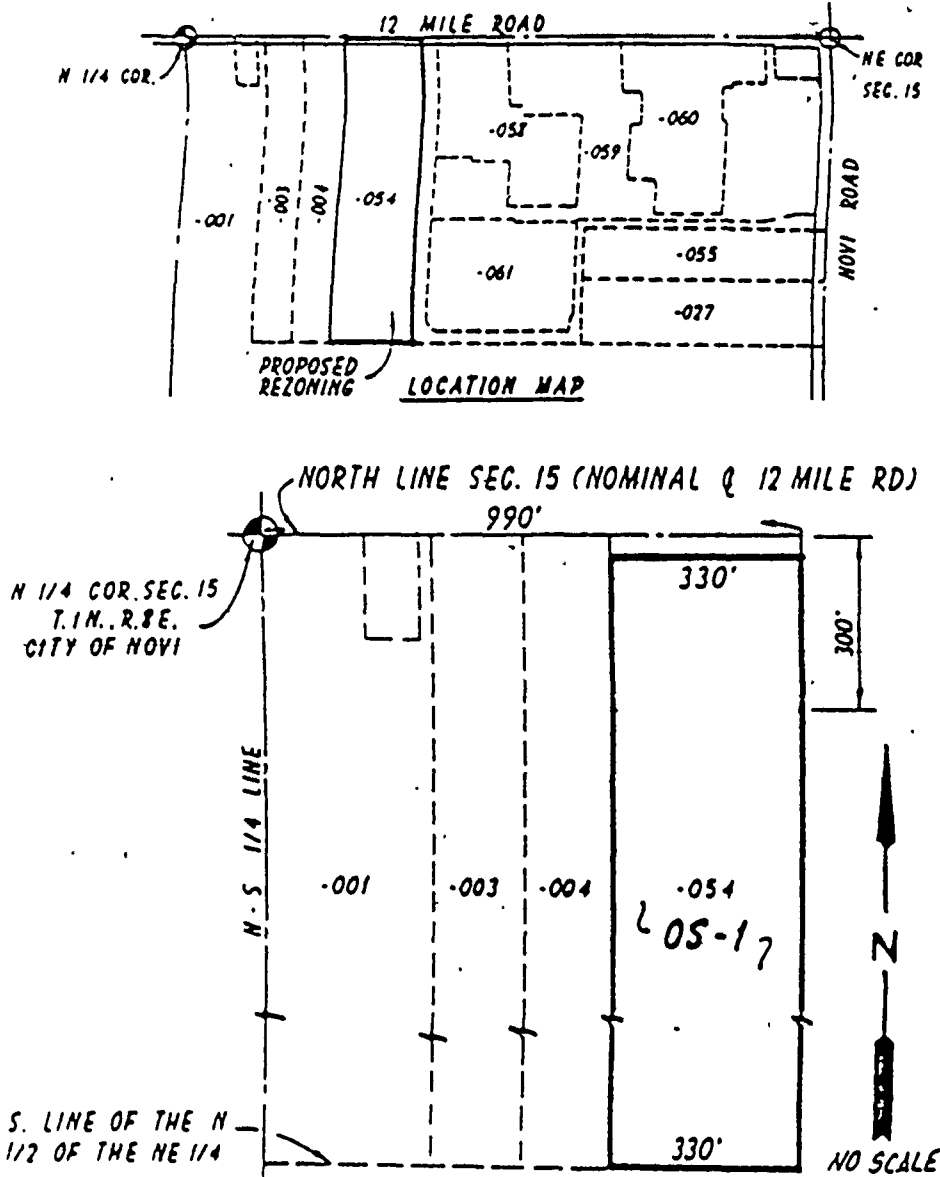 12 MILE ROAD
N 1/4 COR.
NE COR
SEC. 15
-001
-003
-004
-054
-058
-059
-060
-061
-055
-027
NOVI ROAD
PROPOSED
REZONING
LOCATION MAP
NORTH LINE SEC. 15 (NOMINAL ℄ 12 MILE RD)
990'
N 1/4 COR. SEC. 15
T.1N., R.8E.
CITY OF NOVI
330'
300'
N-S 1/4 LINE
-001
-003
-004
-054
OS-1
N
S. LINE OF THE N
1/2 OF THE NE 1/4
330'
NO SCALE